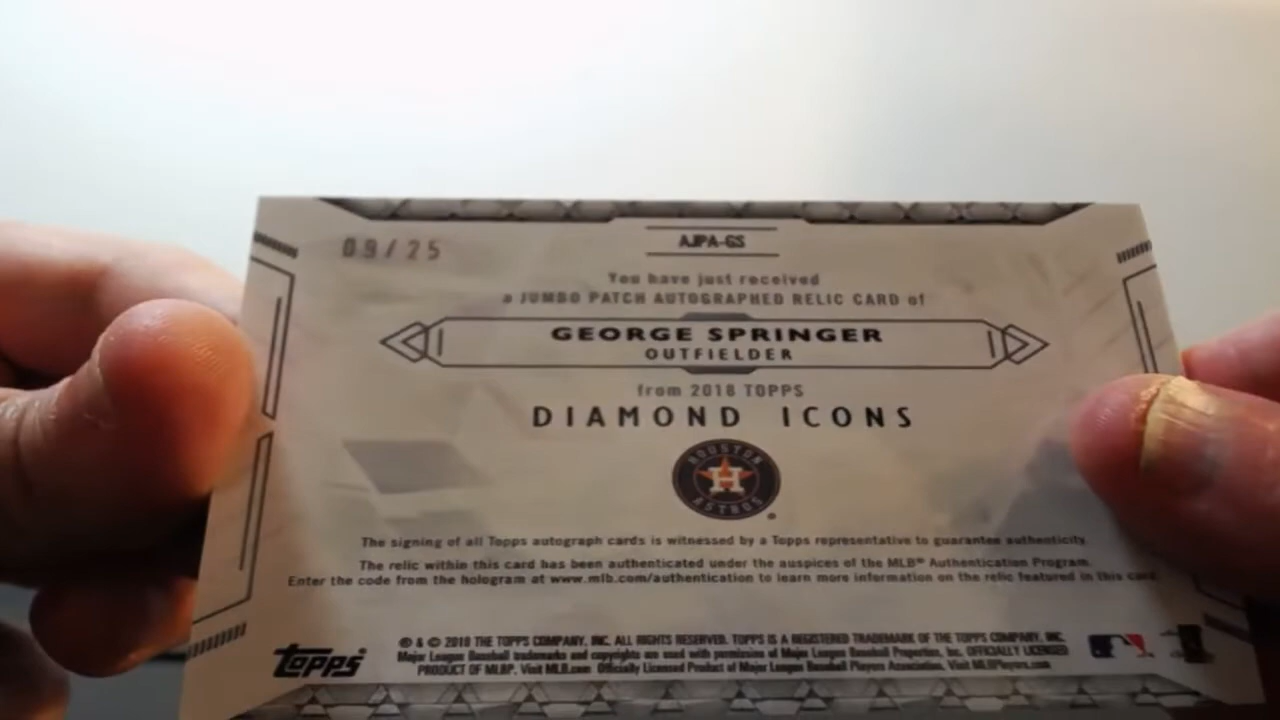 09/25
AJPA-GS
You have just received
a JUMBO PATCH AUTOGRAPHED RELIC CARD of
GEORGE SPRINGER
OUTFIELDER
from 2018 TOPPS
DIAMOND ICONS
HOUSTON
H
ASTROS
The signing of all Topps autograph cards is witnessed by a Topps representative to guarantee authenticity.
The relic within this card has been authenticated under the auspices of the MLB® Authentication Program.
Enter the code from the hologram at www.mlb.com/authentication to learn more information on the relic featured in this card.
Topps
® & © 2018 THE TOPPS COMPANY, INC. ALL RIGHTS RESERVED. TOPPS IS A REGISTERED TRADEMARK OF THE TOPPS COMPANY, INC.
Major League Baseball trademarks and copyrights are used with permission of Major League Baseball Properties, Inc. OFFICIALLY LICENSED
PRODUCT OF MLBP. Visit MLB.com Officially Licensed Product of Major League Baseball Players Association. Visit MLBPlayers.com